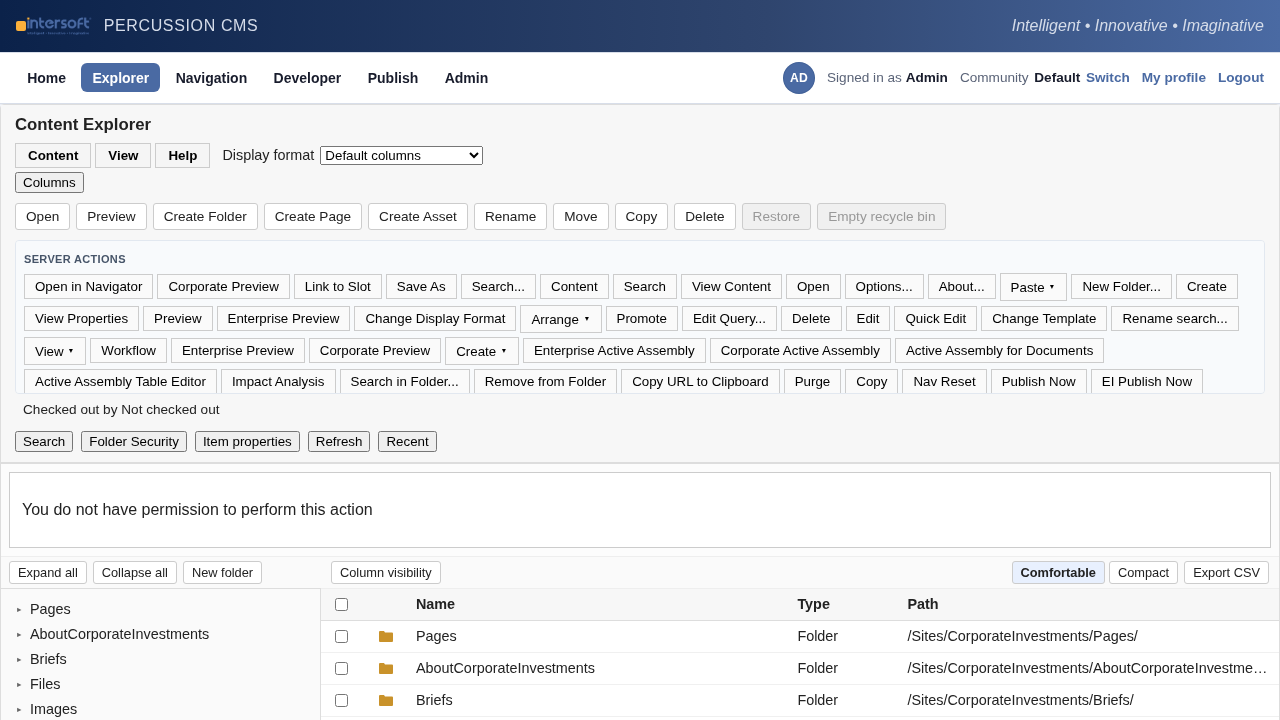 intersoft PERCUSSION CMS Intelligent • Innovative • Imaginative
Home Explorer Navigation Developer Publish Admin AD Signed in as Admin Community Default Switch My profile Logout
Content Explorer
Content View Help Display format Default columns
Columns
Open Preview Create Folder Create Page Create Asset Rename Move Copy Delete Restore Empty recycle bin
SERVER ACTIONS
Open in Navigator Corporate Preview Link to Slot Save As Search... Content Search View Content Open Options... About... Paste New Folder... Create
View Properties Preview Enterprise Preview Change Display Format Arrange Promote Edit Query... Delete Edit Quick Edit Change Template Rename search...
View Workflow Enterprise Preview Corporate Preview Create Enterprise Active Assembly Corporate Active Assembly Active Assembly for Documents
Active Assembly Table Editor Impact Analysis Search in Folder... Remove from Folder Copy URL to Clipboard Purge Copy Nav Reset Publish Now EI Publish Now
Checked out by Not checked out
Search Folder Security Item properties Refresh Recent
You do not have permission to perform this action
Expand all Collapse all New folder Column visibility Comfortable Compact Export CSV
Name Type Path
Pages
AboutCorporateInvestments
Briefs
Files
Images
Pages Folder /Sites/CorporateInvestments/Pages/
AboutCorporateInvestments Folder /Sites/CorporateInvestments/AboutCorporateInvestme…
Briefs Folder /Sites/CorporateInvestments/Briefs/